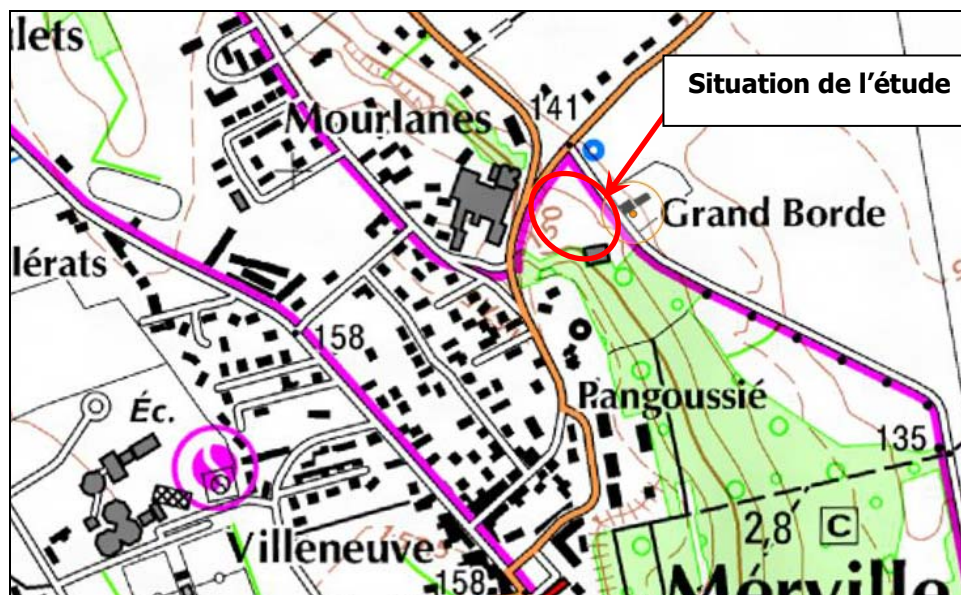 lets
Situation de l'étude
141
Mourlanes
Grand Borde
lérats
158
Pangoussié
Éc.
135
2,8
C
Villeneuve
158
Merville